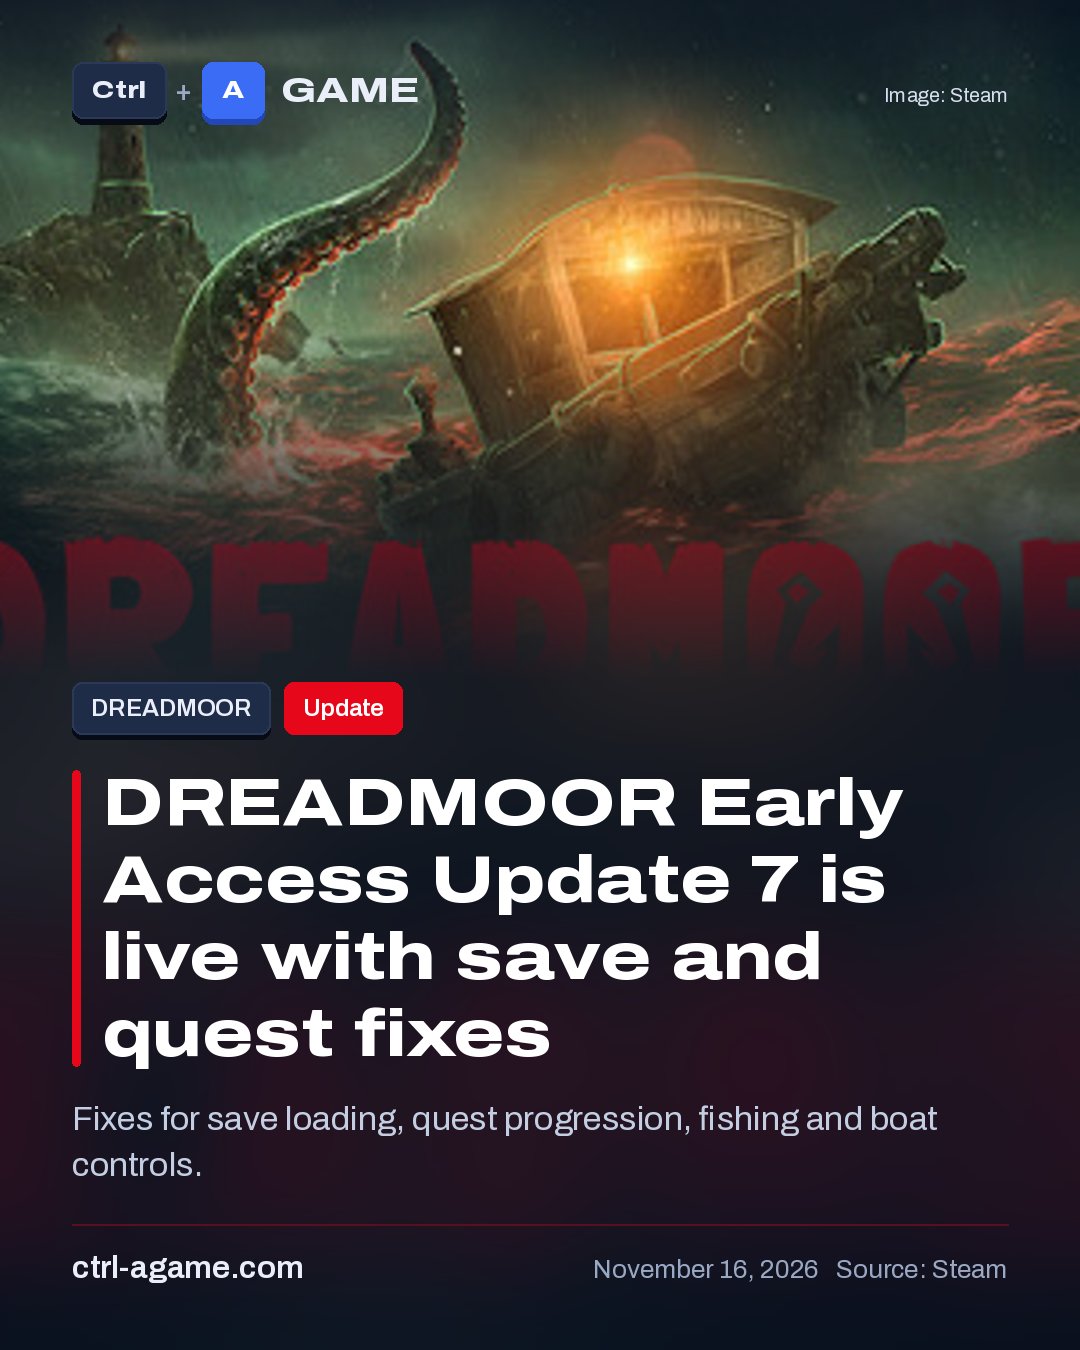 Ctrl + A GAME
Image: Steam
DREADMOOR
DREADMOOR Update
DREADMOOR Early
Access Update 7 is
live with save and
quest fixes
Fixes for save loading, quest progression, fishing and boat
controls.
ctrl-agame.com
November 16, 2026 Source: Steam